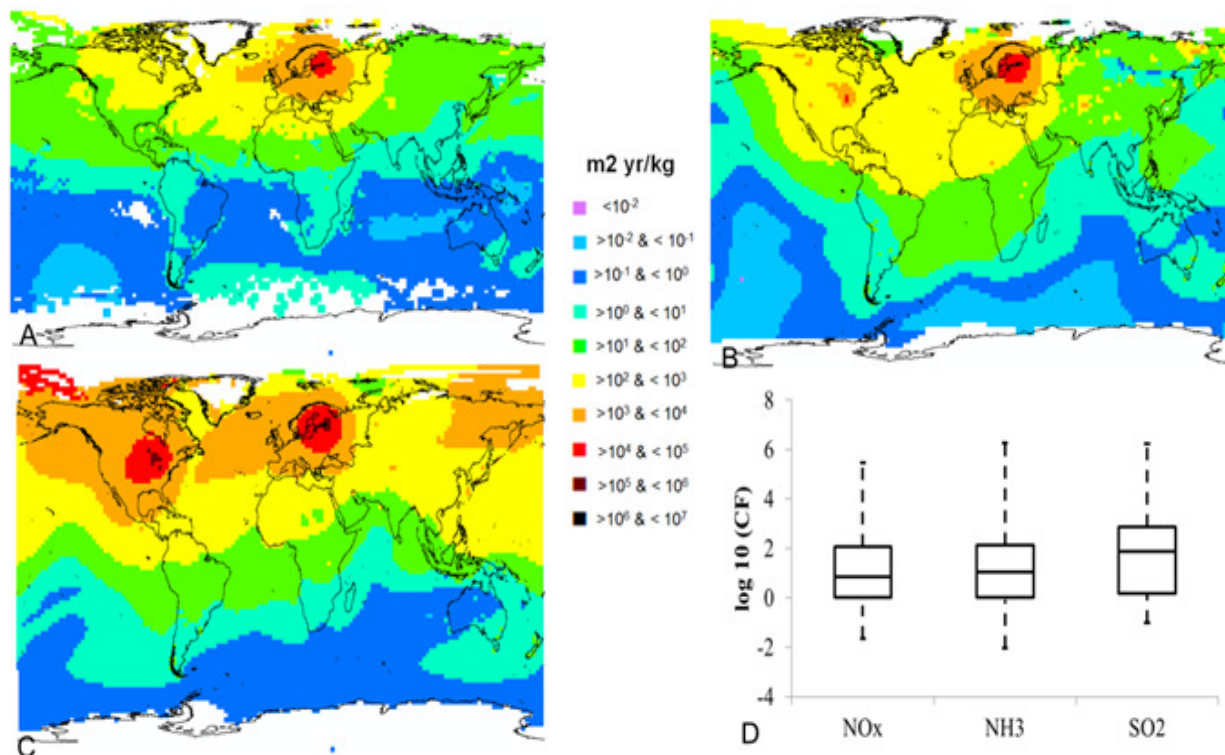 A
B
m2 yr/kg
<10-2
>10-2 & < 10-1
>10-1 & < 100
>100 & < 101
>101 & < 102
>102 & < 103
>103 & < 104
>104 & < 105
>105 & < 106
>106 & < 107
C
8
6
4
2
0
-2
-4
log 10 (CF)
D
NOx NH3 SO2